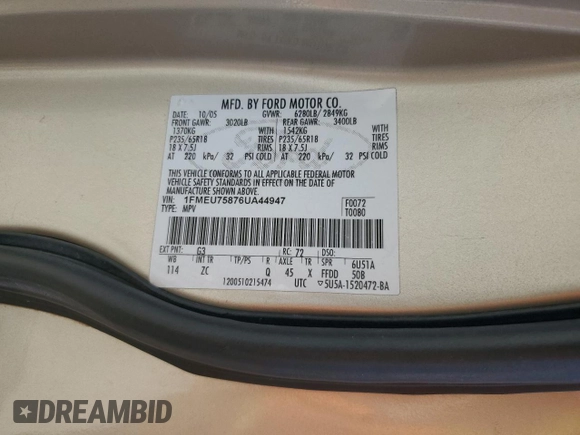 MFD. BY FORD MOTOR CO.
DATE: 10/05 GVWR: 6280LB/ 2849KG
FRONT GAWR: 3020LB REAR GAWR: 3400LB
1370KG WITH 1542KG WITH
P235/65R18 TIRES P235/65R18 TIRES
18 X 7.5J RIMS 18 X 7.5J RIMS
AT 220 kPa/ 32 PSI COLD AT 220 kPa/ 32 PSI COLD
THIS VEHICLE CONFORMS TO ALL APPLICABLE FEDERAL MOTOR
VEHICLE SAFETY STANDARDS IN EFFECT ON THE DATE OF
MANUFACTURE SHOWN ABOVE.
VIN: 1FMEU75876UA44947 F0072
TYPE: MPV T0080
EXT PNT: G3 RC: 72 DSO:
WB INT TR TP/PS R AXLE TR SPR 6U51A
114 ZC Q 45 X FFDD 50B
1200510215474 UTC ▽5U5A-1520472-BA
DREAMBID